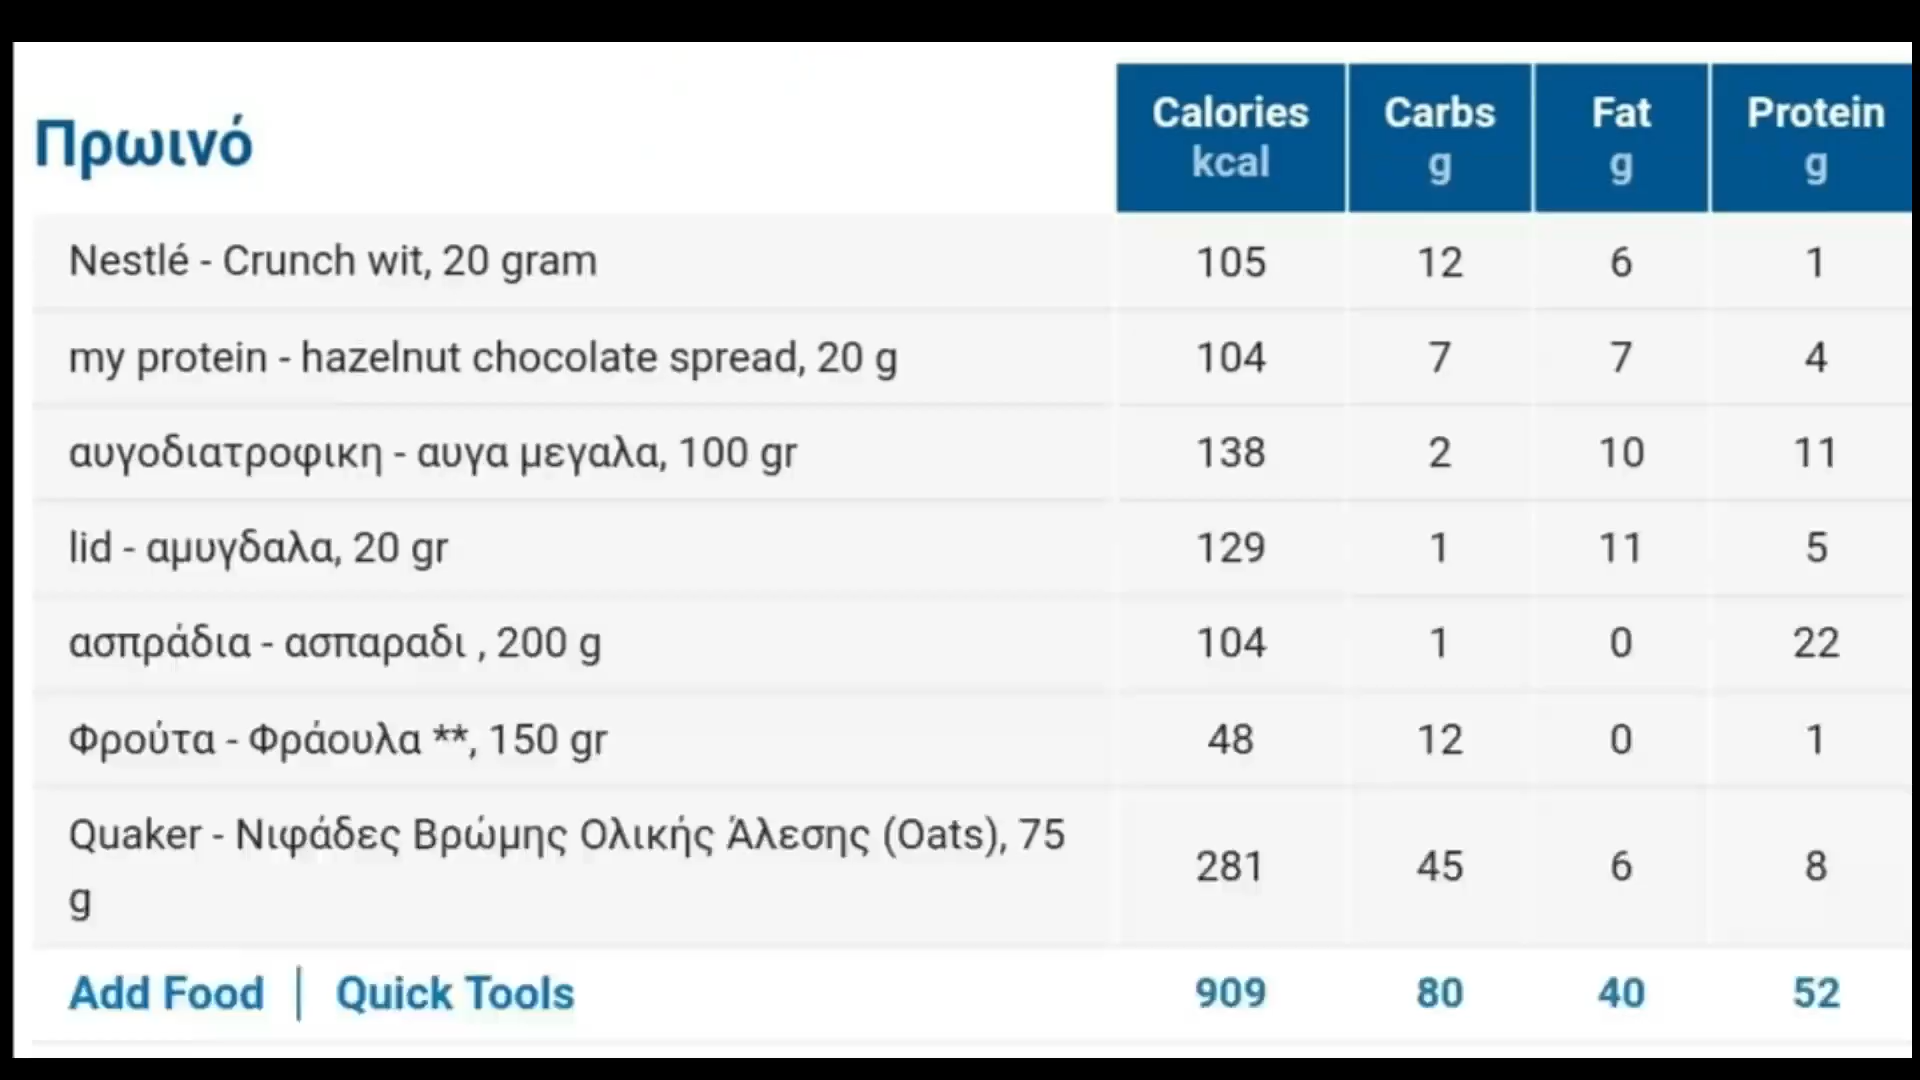 Πρωινό
Calories Carbs Fat Protein
kcal g g g
Nestlé - Crunch wit, 20 gram 105 12 6 1
my protein - hazelnut chocolate spread, 20 g 104 7 7 4
αυγοδιατροφικη - αυγα μεγαλα, 100 gr 138 2 10 11
lid - αμυγδαλα, 20 gr 129 1 11 5
ασπράδια - ασπαραδι , 200 g 104 1 0 22
Φρούτα - Φράουλα **, 150 gr 48 12 0 1
Quaker - Νιφάδες Βρώμης Ολικής Άλεσης (Oats), 75
g 281 45 6 8
Add Food | Quick Tools 909 80 40 52